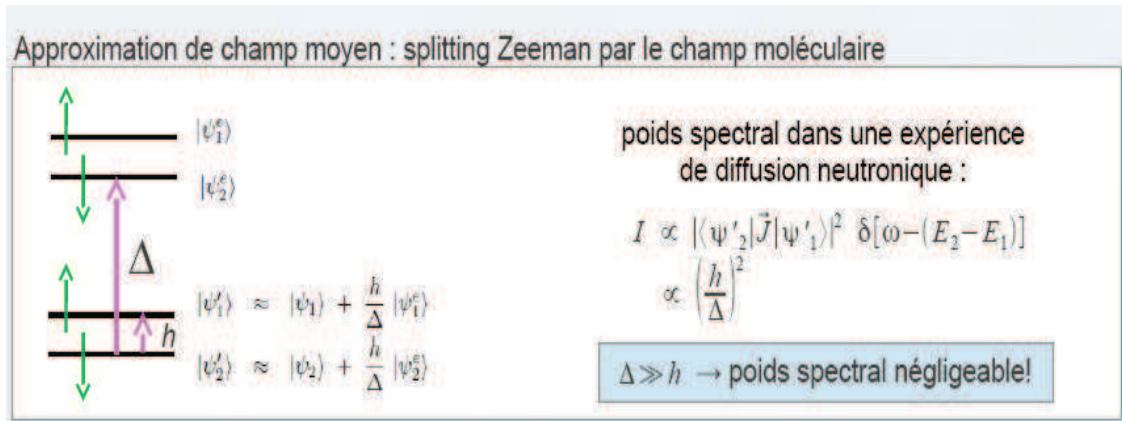 Approximation de champ moyen : splitting Zeeman par le champ moléculaire
|ψ₁ᵉ⟩
|ψ₂ᵉ⟩
Δ
h
|ψ'₁⟩ ≈ |ψ₁⟩ + h/Δ |ψ₁ᵉ⟩
|ψ'₂⟩ ≈ |ψ₂⟩ + h/Δ |ψ₂ᵉ⟩
poids spectral dans une expérience
de diffusion neutronique :
I ∝ |⟨ψ'₂|J⃗|ψ'₁⟩|² δ[ω−(E₂−E₁)]
∝ (h/Δ)²
Δ≫h → poids spectral négligeable!